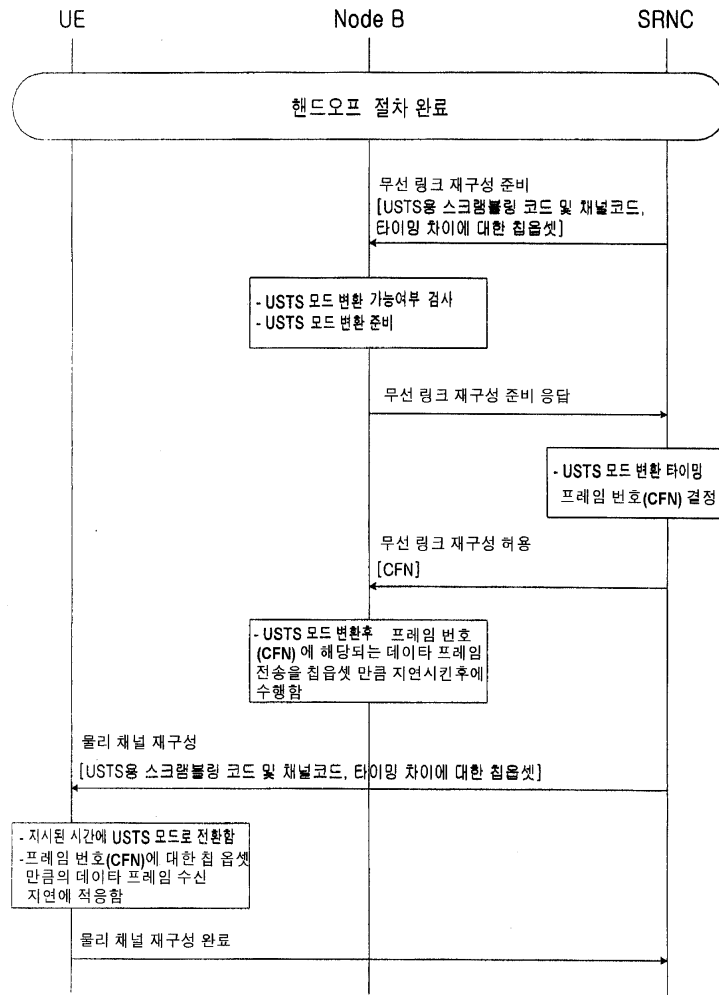 UE Node B SRNC
핸드오프 절차 완료
무선 링크 재구성 준비
[USTS용 스크램블링 코드 및 채널코드,
타이밍 차이에 대한 칩옵셋]
- USTS 모드 변환 가능여부 검사
- USTS 모드 변환 준비
무선 링크 재구성 준비 응답
- USTS 모드 변환 타이밍
프레임 번호(CFN) 결정
무선 링크 재구성 허용
[CFN]
- USTS 모드 변환후 프레임 번호
(CFN) 에 해당되는 데이타 프레임
전송을 칩옵셋 만큼 지연시킨후에
수행함
물리 채널 재구성
[USTS용 스크램블링 코드 및 채널코드, 타이밍 차이에 대한 칩옵셋]
- 지시된 시간에 USTS 모드로 전환함
-프레임 번호(CFN)에 대한 칩 옵셋
만큼의 데이타 프레임 수신
지연에 적응함
물리 채널 재구성 완료